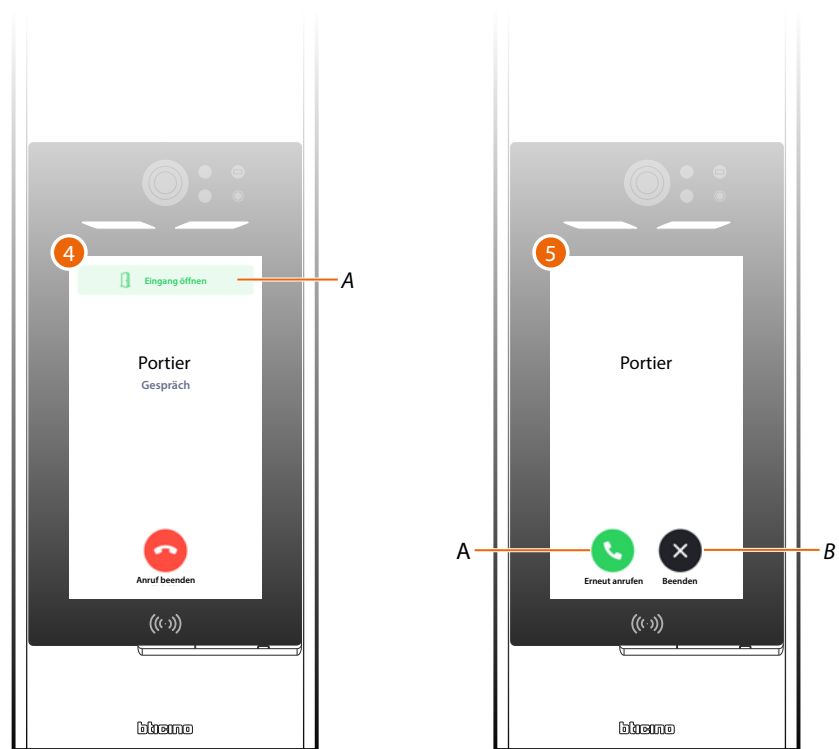 4
Eingang öffnen
A
Portier
Gespräch
Anruf beenden
bticino
5
Portier
A
B
Erneut anrufen
Beenden
bticino